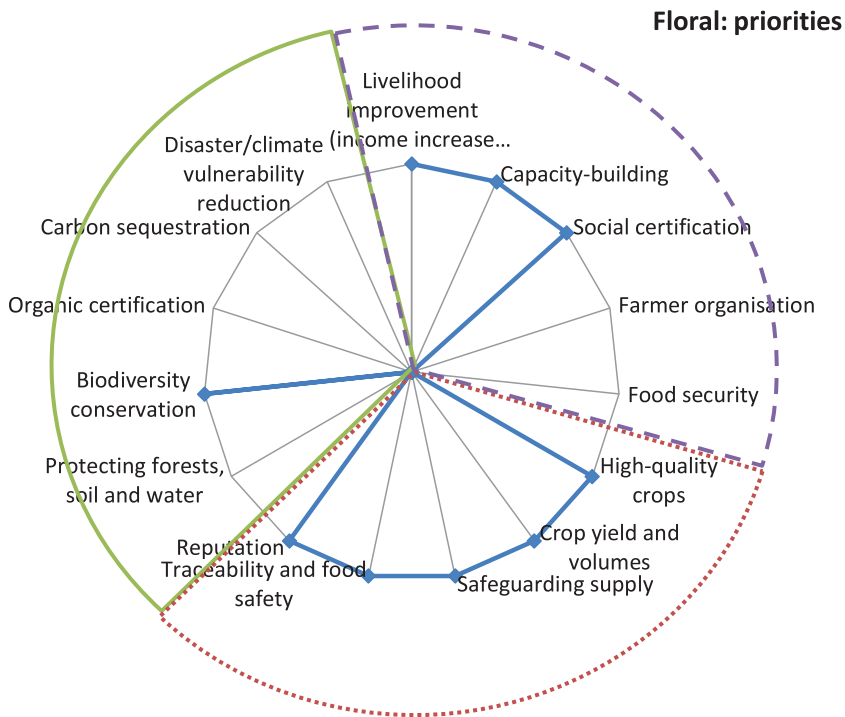 Floral: priorities
Livelihood
improvement
(income increase...
Capacity-building
Social certification
Farmer organisation
Food security
High-quality
crops
Crop yield and
volumes
Safeguarding supply
Traceability and food
safety
Reputation
Protecting forests,
soil and water
Biodiversity
conservation
Organic certification
Carbon sequestration
Disaster/climate
vulnerability
reduction